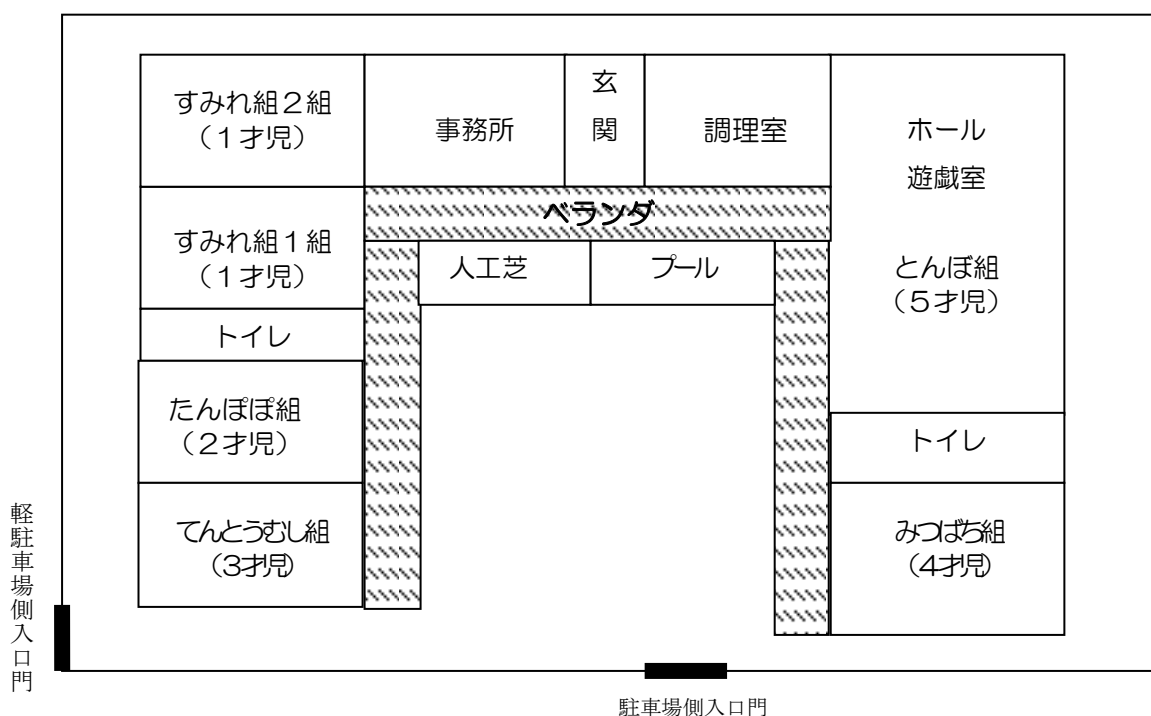 すみれ組2組
（1才児）
事務所
玄関
調理室
ホール
遊戯室
ベランダ
すみれ組1組
（1才児）
人工芝
プール
とんぼ組
（5才児）
トイレ
たんぽぽ組
（2才児）
トイレ
てんとうむし組
（3才児）
みつばち組
（4才児）
軽駐車場側入口門
駐車場側入口門